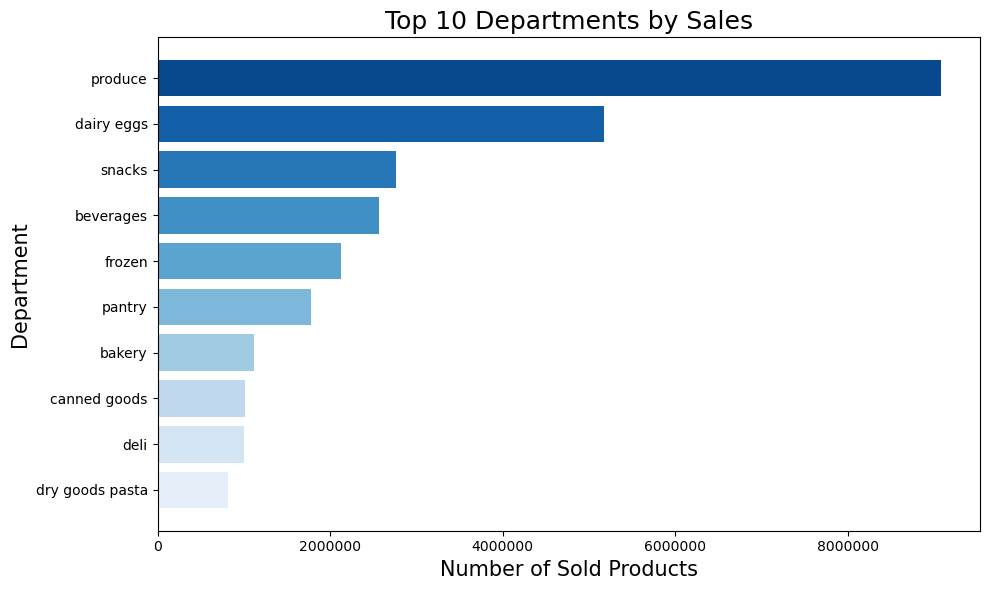 Top 10 Departments by Sales
Department
produce
dairy eggs
snacks
beverages
frozen
pantry
bakery
canned goods
deli
dry goods pasta
0 2000000 4000000 6000000 8000000
Number of Sold Products